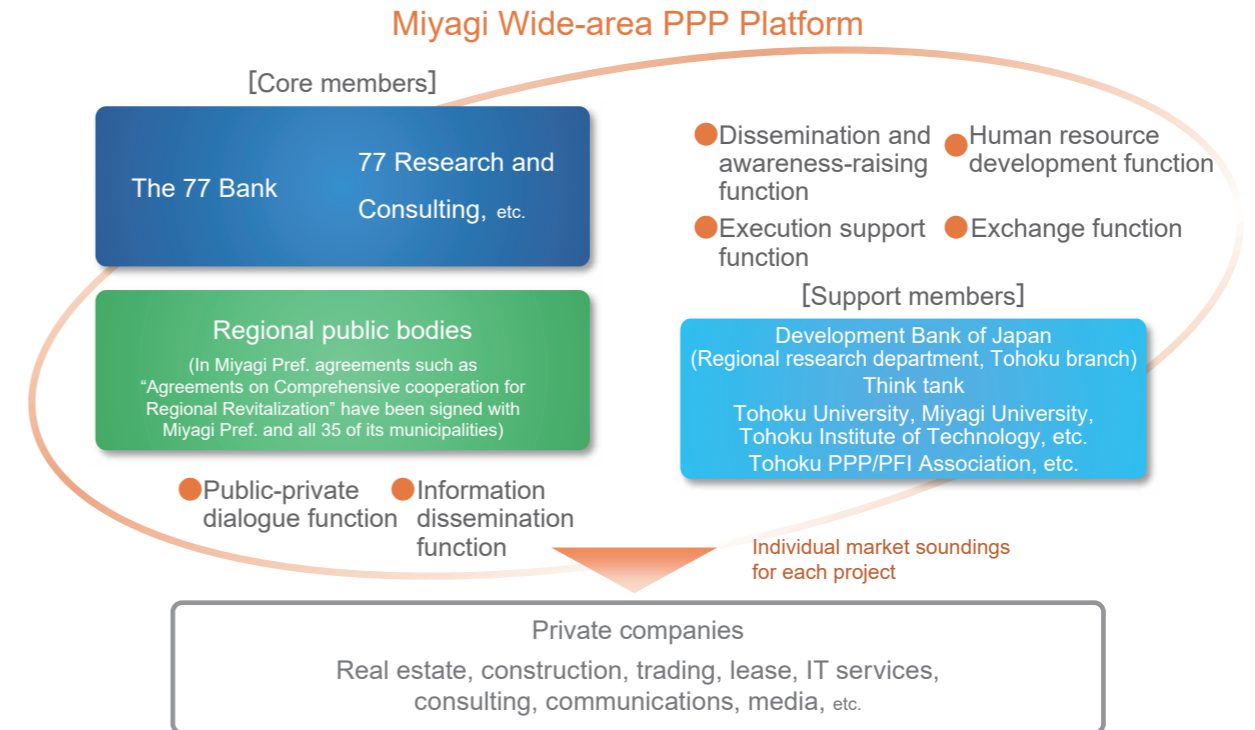 Miyagi Wide-area PPP Platform
[Core members]
The 77 Bank
77 Research and
Consulting, etc.
Regional public bodies
(In Miyagi Pref. agreements such as
“Agreements on Comprehensive cooperation for
Regional Revitalization” have been signed with
Miyagi Pref. and all 35 of its municipalities)
Public-private
dialogue function
Information
dissemination
function
Dissemination and
awareness-raising
function
Human resource
development function
Execution support
function
Exchange function
[Support members]
Development Bank of Japan
(Regional research department, Tohoku branch)
Think tank
Tohoku University, Miyagi University,
Tohoku Institute of Technology, etc.
Tohoku PPP/PFI Association, etc.
Individual market soundings
for each project
Private companies
Real estate, construction, trading, lease, IT services,
consulting, communications, media, etc.